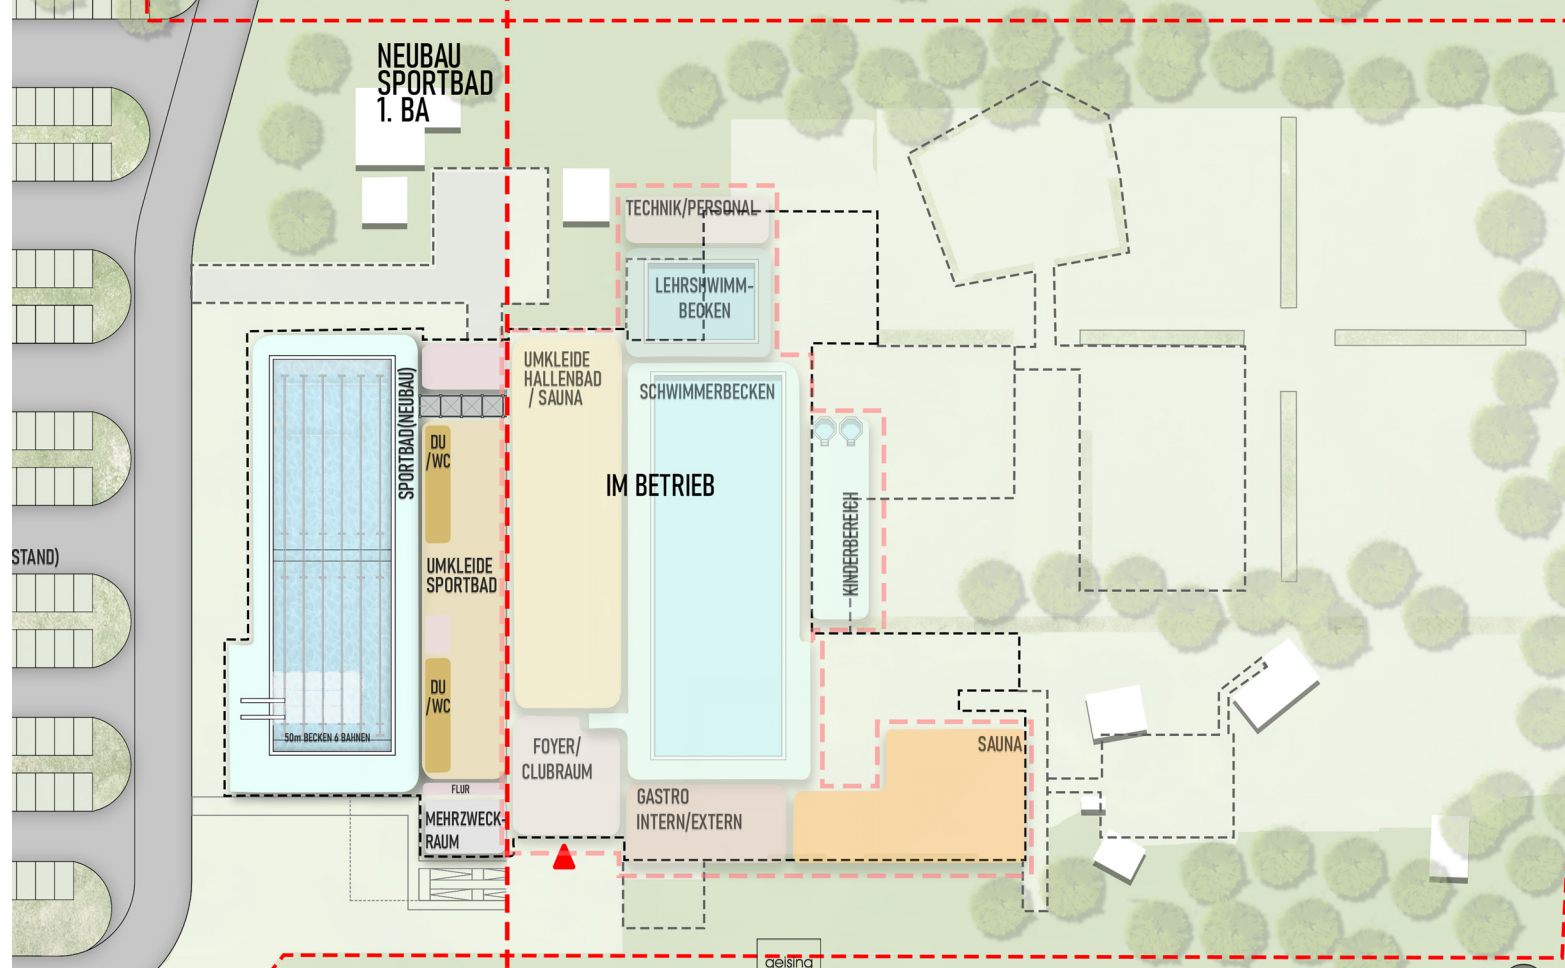 NEUBAU
SPORTBAD
1. BA
TECHNIK/PERSONAL
LEHRSHWIMM-
BECKEN
UMKLEIDE
HALLENBAD
/ SAUNA
SCHWIMMERBECKEN
SPORTBAD(NEUBAU)
DU
/WC
IM BETRIEB
KINDERBEREICH
STAND)
UMKLEIDE
SPORTBAD
DU
/WC
50m BECKEN 6 BAHNEN
FOYER/
CLUBRAUM
SAUNA
FLUR
GASTRO
INTERN/EXTERN
MEHRZWECK-
RAUM
geising